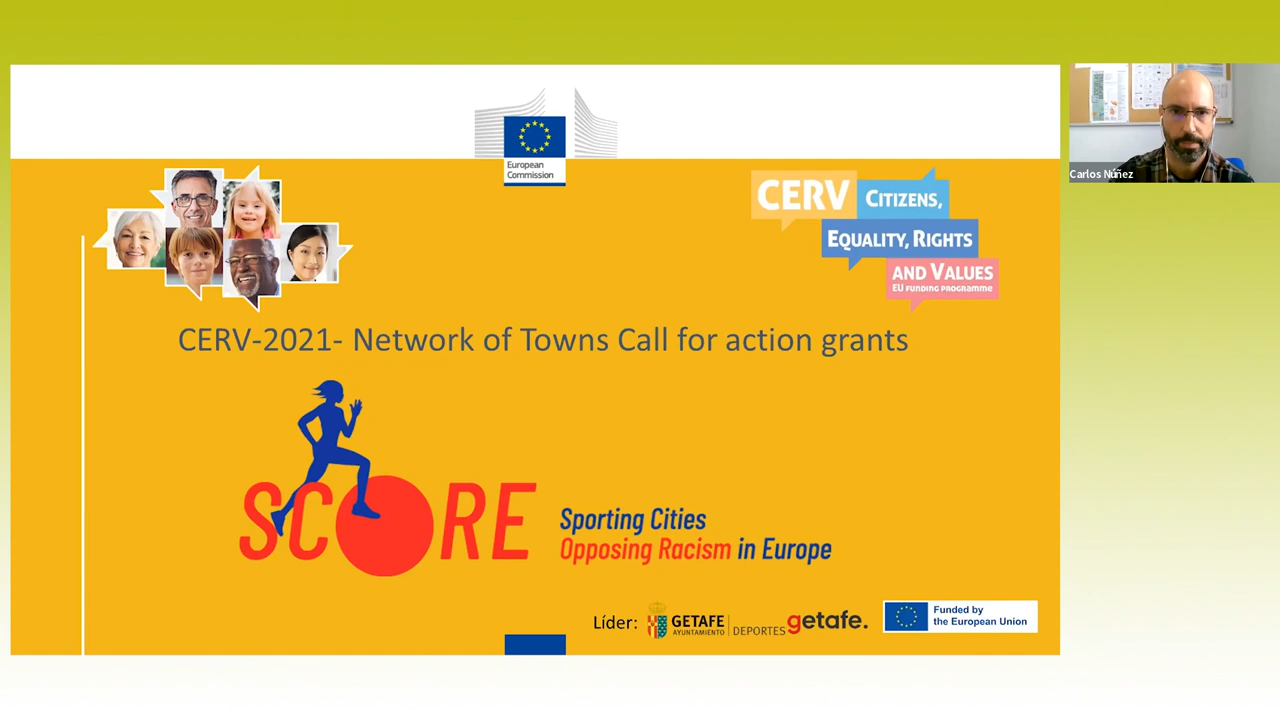 European
Commission
CERV CITIZENS,
EQUALITY, RIGHTS
AND VALUES
EU FUNDING PROGRAMME
CERV-2021- Network of Towns Call for action grants
SCORE
Sporting Cities
Opposing Racism in Europe
Líder:
GETAFE
AYUNTAMIENTO
DEPORTES
getafe.
Funded by
the European Union
Carlos Núñez